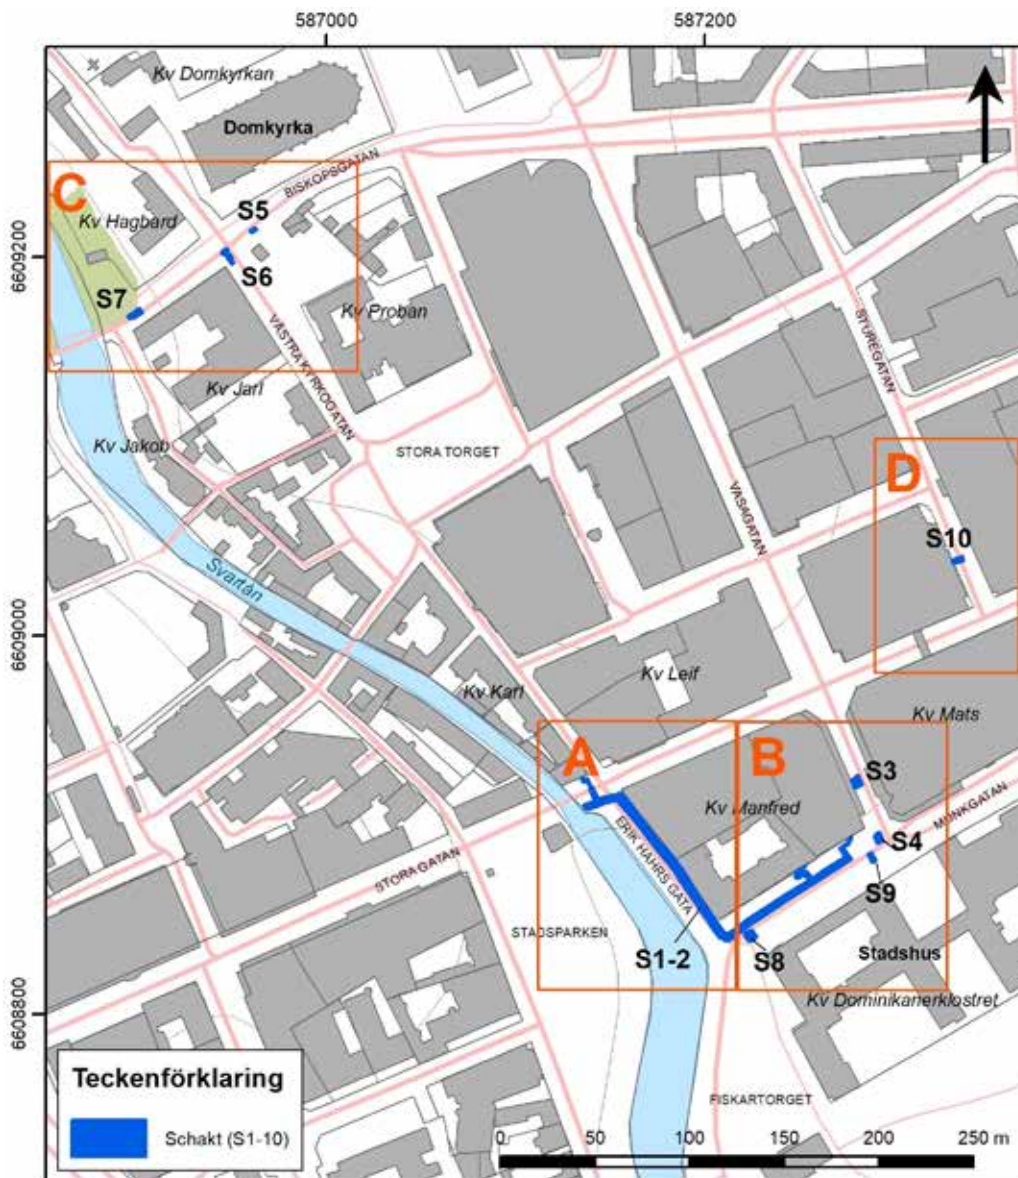 587000
587200
Kv Domkyrkan
Domkyrka
BISKOPSGATAN
C
Kv Hagbard
S5
6609200
S6
S7
Kv Proban
STUREGATAN
VÄSTRA KYRKOGATAN
Kv Jarl
Kv Jakob
STORA TORGET
D
VASAGATAN
S10
Svartån
6609000
Kv Leif
Kv Karl
Kv Mats
A
B
S3
Kv Manfred
MUNKGATAN
ERIK HAHRS GATA
S4
STORA GATAN
S9
STADSPARKEN
S1-2
S8
Stadshus
Kv Dominikanerklostret
6608800
Teckenförklaring
FISKARTORGET
Schakt (S1-10)
0 50 100 150 200 250 m